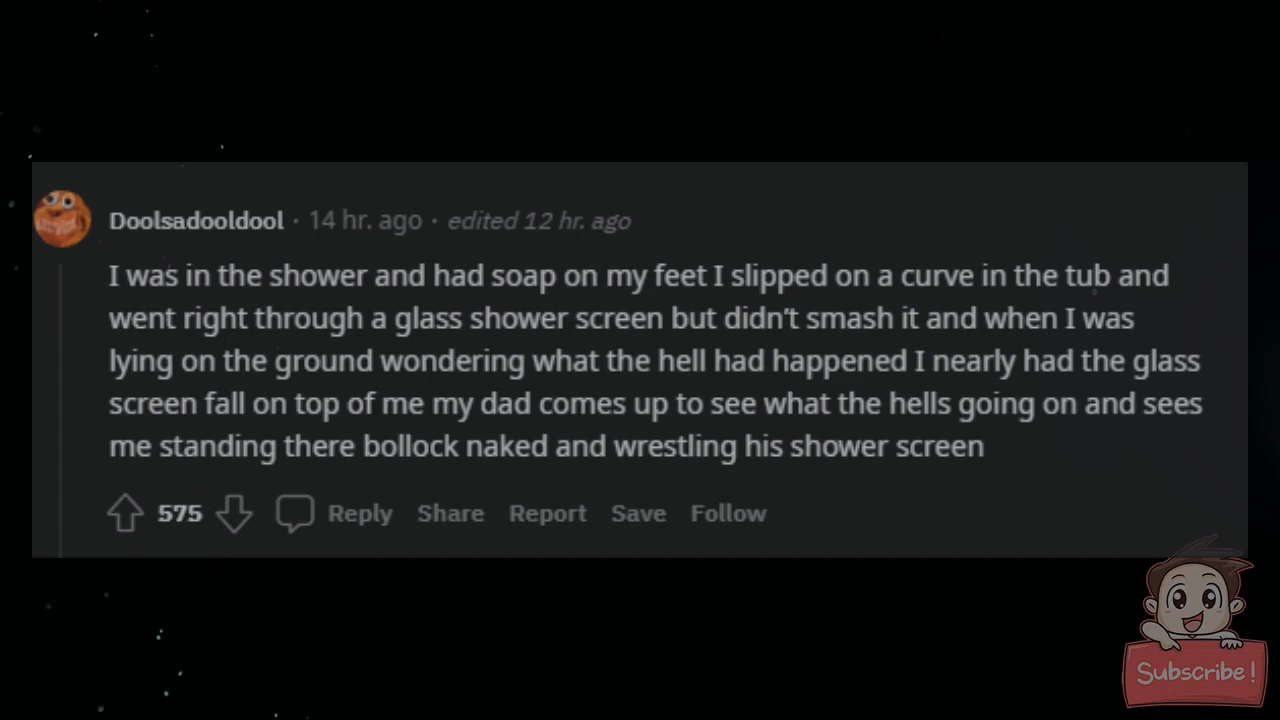 Doolsadooldool · 14 hr. ago · edited 12 hr. ago
I was in the shower and had soap on my feet I slipped on a curve in the tub and
went right through a glass shower screen but didn't smash it and when I was
lying on the ground wondering what the hell had happened I nearly had the glass
screen fall on top of me my dad comes up to see what the hells going on and sees
me standing there bollock naked and wrestling his shower screen
575 Reply Share Report Save Follow
Subscribe!